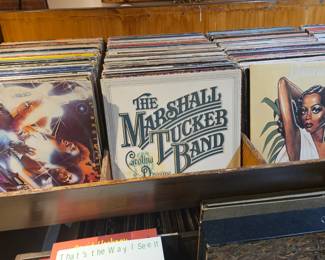 THE
MARSHALL
TUCKER
BAND
Carolina
Dreams
That's the Way I See It